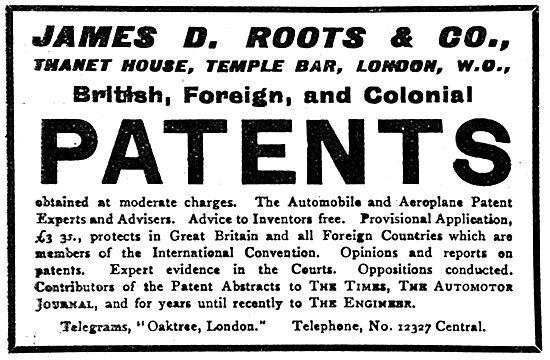 JAMES D. ROOTS & CO.,
THANET HOUSE, TEMPLE BAR, LONDON, W.C.,
British, Foreign, and Colonial
PATENTS
obtained at moderate charges. The Automobile and Aeroplane Patent
Experts and Advisers. Advice to Inventors free. Provisional Application,
£3 3s., protects in Great Britain and all Foreign Countries which are
members of the International Convention. Opinions and reports on
patents. Expert evidence in the Courts. Oppositions conducted.
Contributors of the Patent Abstracts to THE TIMES, THE AUTOMOTOR
JOURNAL, and for years until recently to THE ENGINEER.
Telegrams, "Oaktree, London." Telephone, No. 12327 Central.